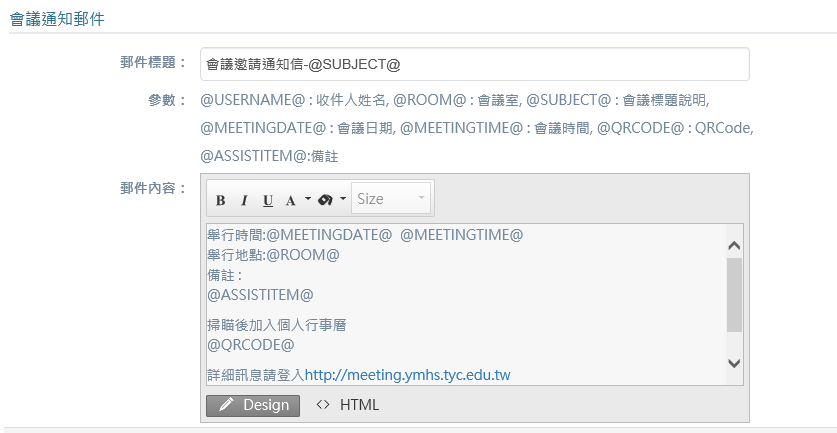 會議通知郵件
郵件標題： 會議邀請通知信-@SUBJECT@
參數： @USERNAME@ : 收件人姓名, @ROOM@ : 會議室, @SUBJECT@ : 會議標題說明,
@MEETINGDATE@ : 會議日期, @MEETINGTIME@ : 會議時間, @QRCODE@ : QRCode,
@ASSISTITEM@:備註
郵件內容：
B I U A Size
舉行時間:@MEETINGDATE@  @MEETINGTIME@
舉行地點:@ROOM@
備註 :
@ASSISTITEM@
掃瞄後加入個人行事曆
@QRCODE@
詳細訊息請登入http://meeting.ymhs.tyc.edu.tw
Design <> HTML